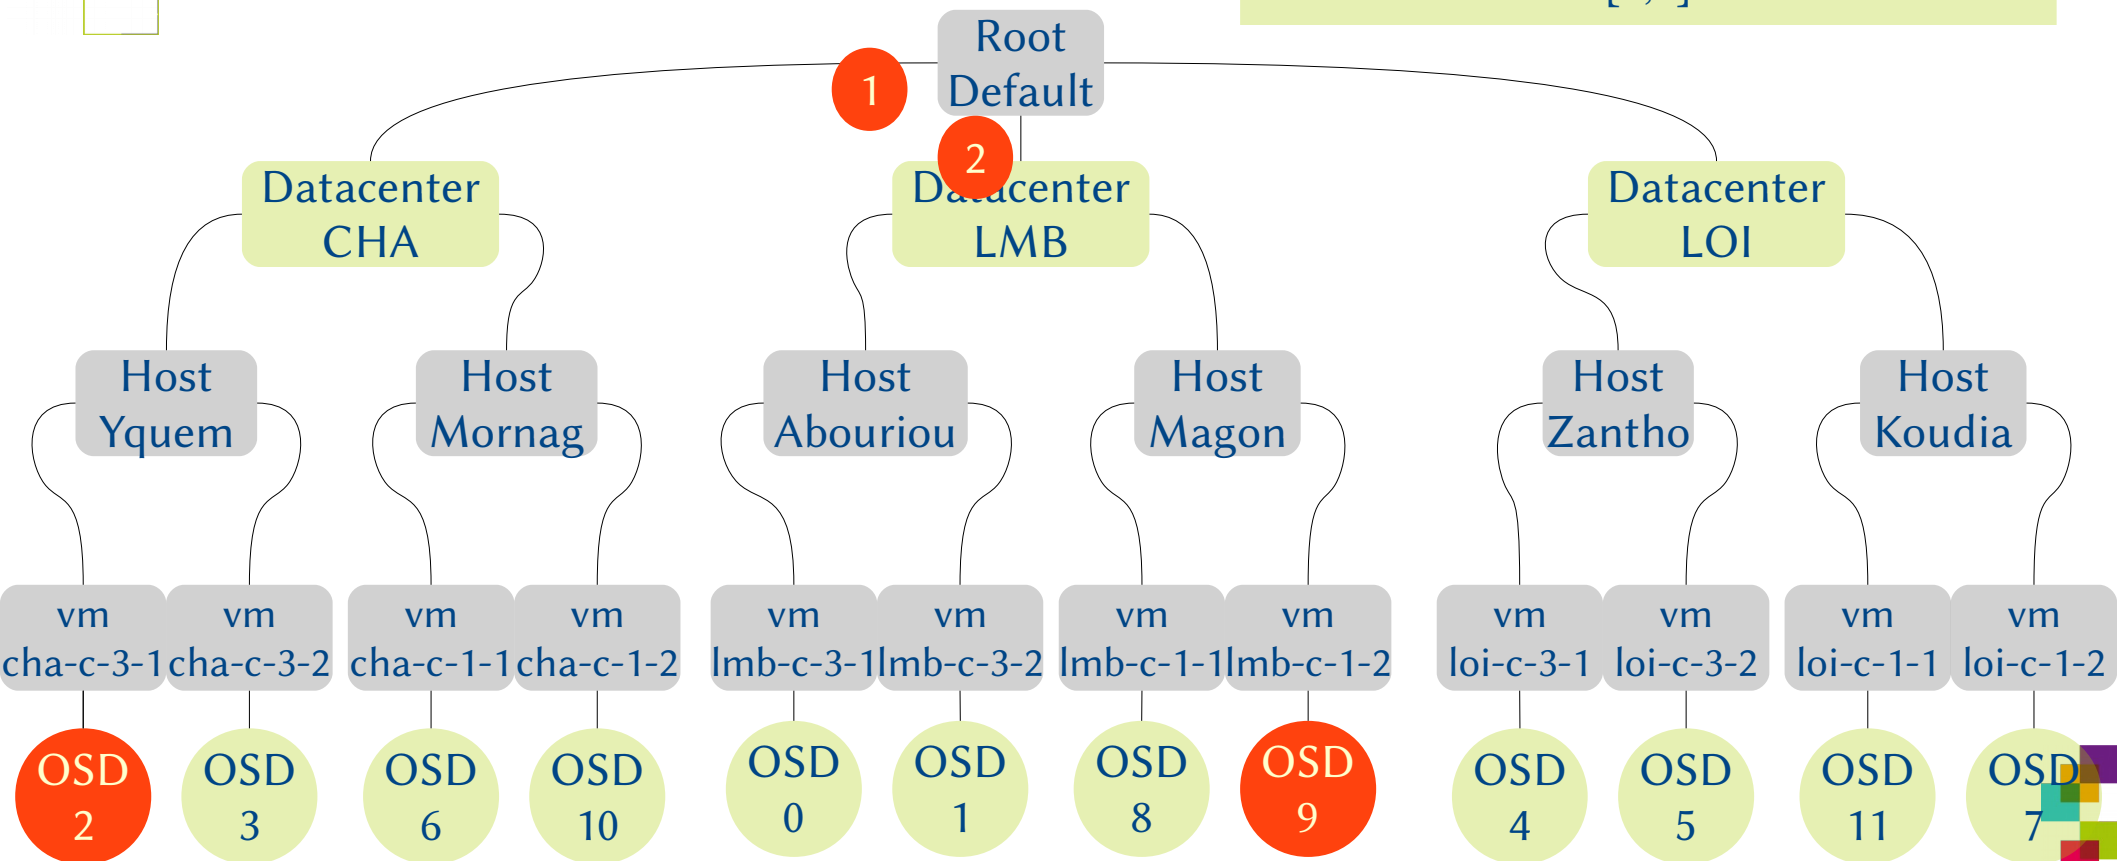 Root
Default
1
2
Datacenter
CHA
Datacenter
LMB
Datacenter
LOI
Host
Yquem
Host
Mornag
Host
Abouriou
Host
Magon
Host
Zantho
Host
Koudia
vm
cha-c-3-1
vm
cha-c-3-2
vm
cha-c-1-1
vm
cha-c-1-2
vm
lmb-c-3-1
vm
lmb-c-3-2
vm
lmb-c-1-1
vm
lmb-c-1-2
vm
loi-c-3-1
vm
loi-c-3-2
vm
loi-c-1-1
vm
loi-c-1-2
OSD
2
OSD
3
OSD
6
OSD
10
OSD
0
OSD
1
OSD
8
OSD
9
OSD
4
OSD
5
OSD
11
OSD
7